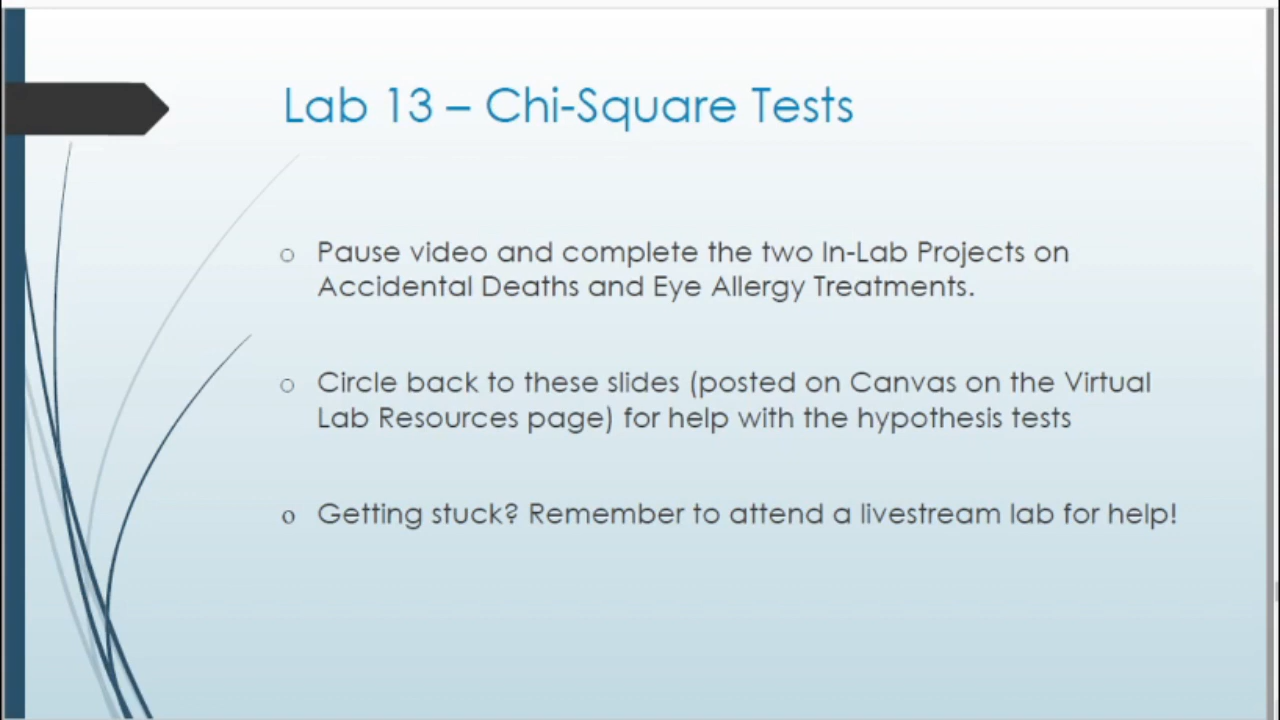 Lab 13 – Chi-Square Tests
o Pause video and complete the two In-Lab Projects on
Accidental Deaths and Eye Allergy Treatments.
o Circle back to these slides (posted on Canvas on the Virtual
Lab Resources page) for help with the hypothesis tests
o Getting stuck? Remember to attend a livestream lab for help!